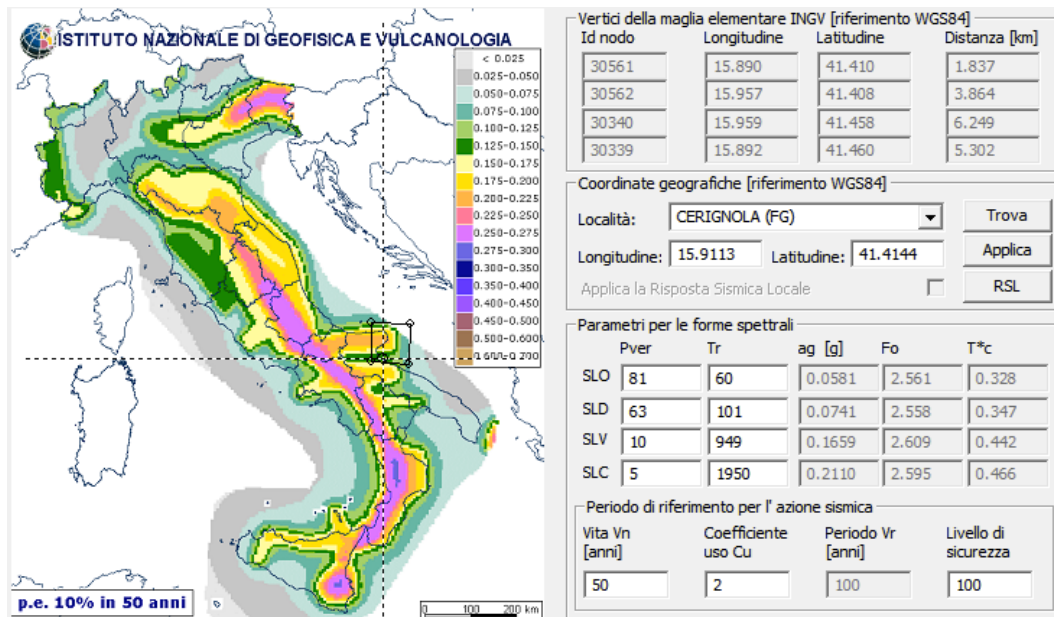 ISTITUTO NAZIONALE DI GEOFISICA E VULCANOLOGIA
< 0.025
0.025-0.050
0.050-0.075
0.075-0.100
0.100-0.125
0.125-0.150
0.150-0.175
0.175-0.200
0.200-0.225
0.225-0.250
0.250-0.275
0.275-0.300
0.300-0.350
0.350-0.400
0.400-0.450
0.450-0.500
0.500-0.600
0.600-0.700
p.e. 10% in 50 anni
0 100 200 km
Vertici della maglia elementare INGV [riferimento WGS84]
Id nodo Longitudine Latitudine Distanza [km]
30561 15.890 41.410 1.837
30562 15.957 41.408 3.864
30340 15.959 41.458 6.249
30339 15.892 41.460 5.302
Coordinate geografiche [riferimento WGS84]
Località: CERIGNOLA (FG) Trova
Longitudine: 15.9113 Latitudine: 41.4144 Applica
Applica la Risposta Sismica Locale RSL
Parametri per le forme spettrali
Pver Tr ag [g] Fo T*c
SLO 81 60 0.0581 2.561 0.328
SLD 63 101 0.0741 2.558 0.347
SLV 10 949 0.1659 2.609 0.442
SLC 5 1950 0.2110 2.595 0.466
Periodo di riferimento per l' azione sismica
Vita Vn Coefficiente Periodo Vr Livello di
[anni] uso Cu [anni] sicurezza
50 2 100 100